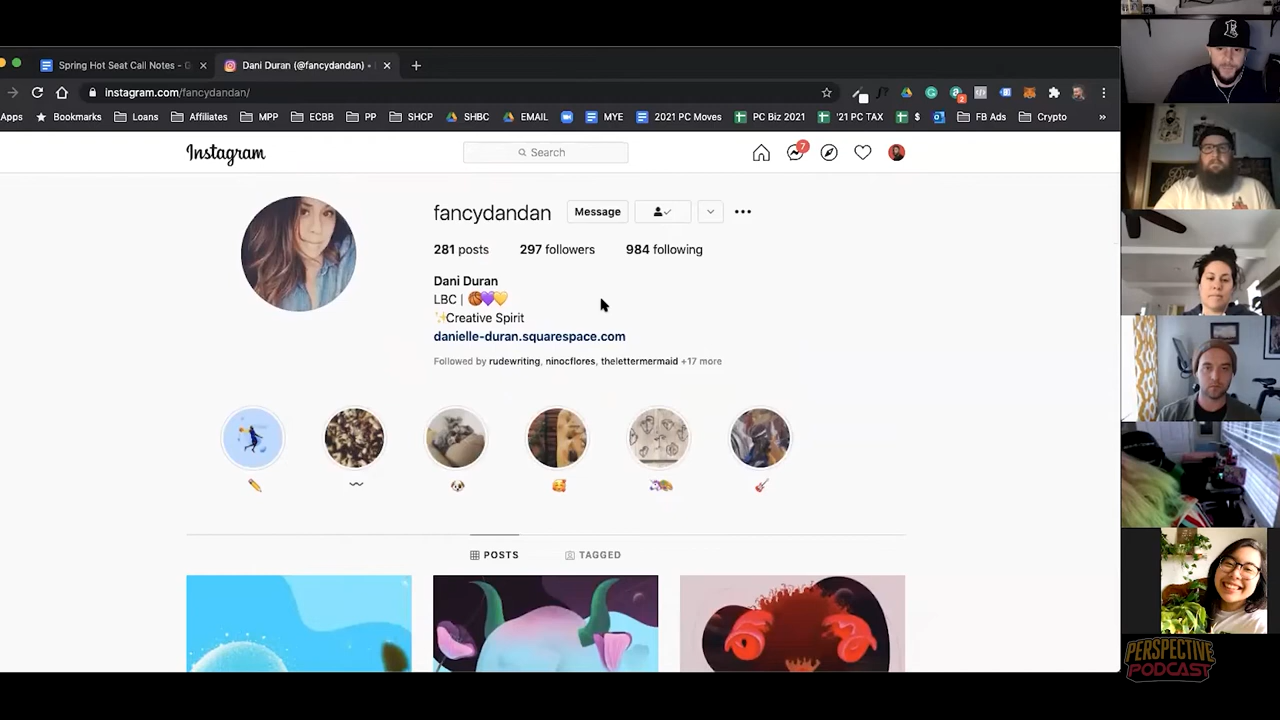 Spring Hot Seat Call Notes - G
Dani Duran (@fancydandan) •
instagram.com/fancydandan/
Apps
Bookmarks
Loans
Affiliates
MPP
ECBB
PP
SHCP
SHBC
EMAIL
MYE
2021 PC Moves
PC Biz 2021
'21 PC TAX
$
FB Ads
Crypto
»
Instagram
Search
7
2
fancydandan
Message
281 posts 297 followers 984 following
Dani Duran
LBC |
Creative Spirit
danielle-duran.squarespace.com
Followed by rudewriting, ninocflores, thelettermermaid +17 more
POSTS
TAGGED
PERSPECTIVE
PODCAST